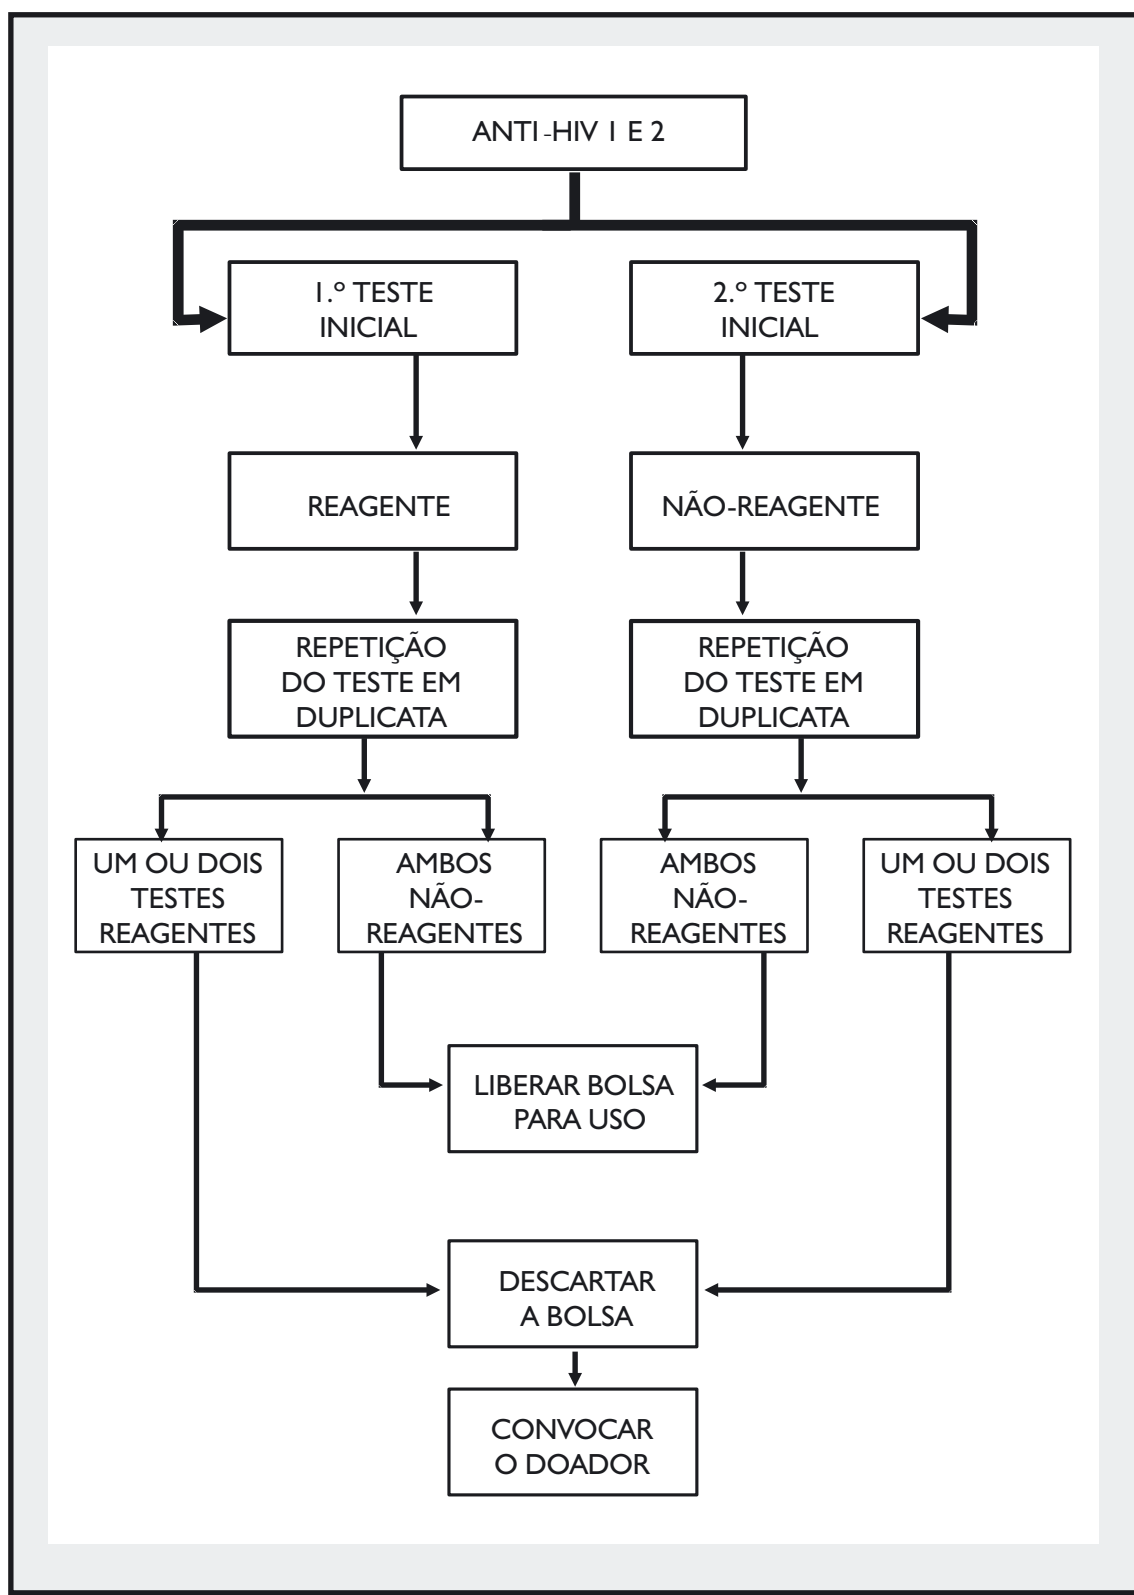 ANTI-HIV 1 E 2
1.º TESTE
INICIAL
2.º TESTE
INICIAL
REAGENTE
NÃO-REAGENTE
REPETIÇÃO
DO TESTE EM
DUPLICATA
REPETIÇÃO
DO TESTE EM
DUPLICATA
UM OU DOIS
TESTES
REAGENTES
AMBOS
NÃO-
REAGENTES
AMBOS
NÃO-
REAGENTES
UM OU DOIS
TESTES
REAGENTES
LIBERAR BOLSA
PARA USO
DESCARTAR
A BOLSA
CONVOCAR
O DOADOR